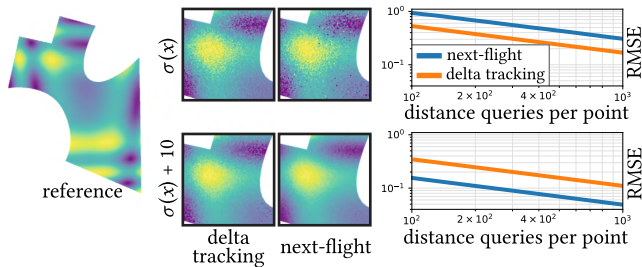 reference
σ(x)
σ(x) + 10
delta
tracking
next-flight
10⁰
10⁻¹
next-flight
delta tracking
10²
2 × 10²
4 × 10²
10³
RMSE
distance queries per point
10⁰
10⁻¹
10²
2 × 10²
4 × 10²
10³
RMSE
distance queries per point